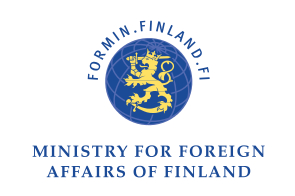 FORMIN.FINLAND.FI
MINISTRY FOR FOREIGN
AFFAIRS OF FINLAND